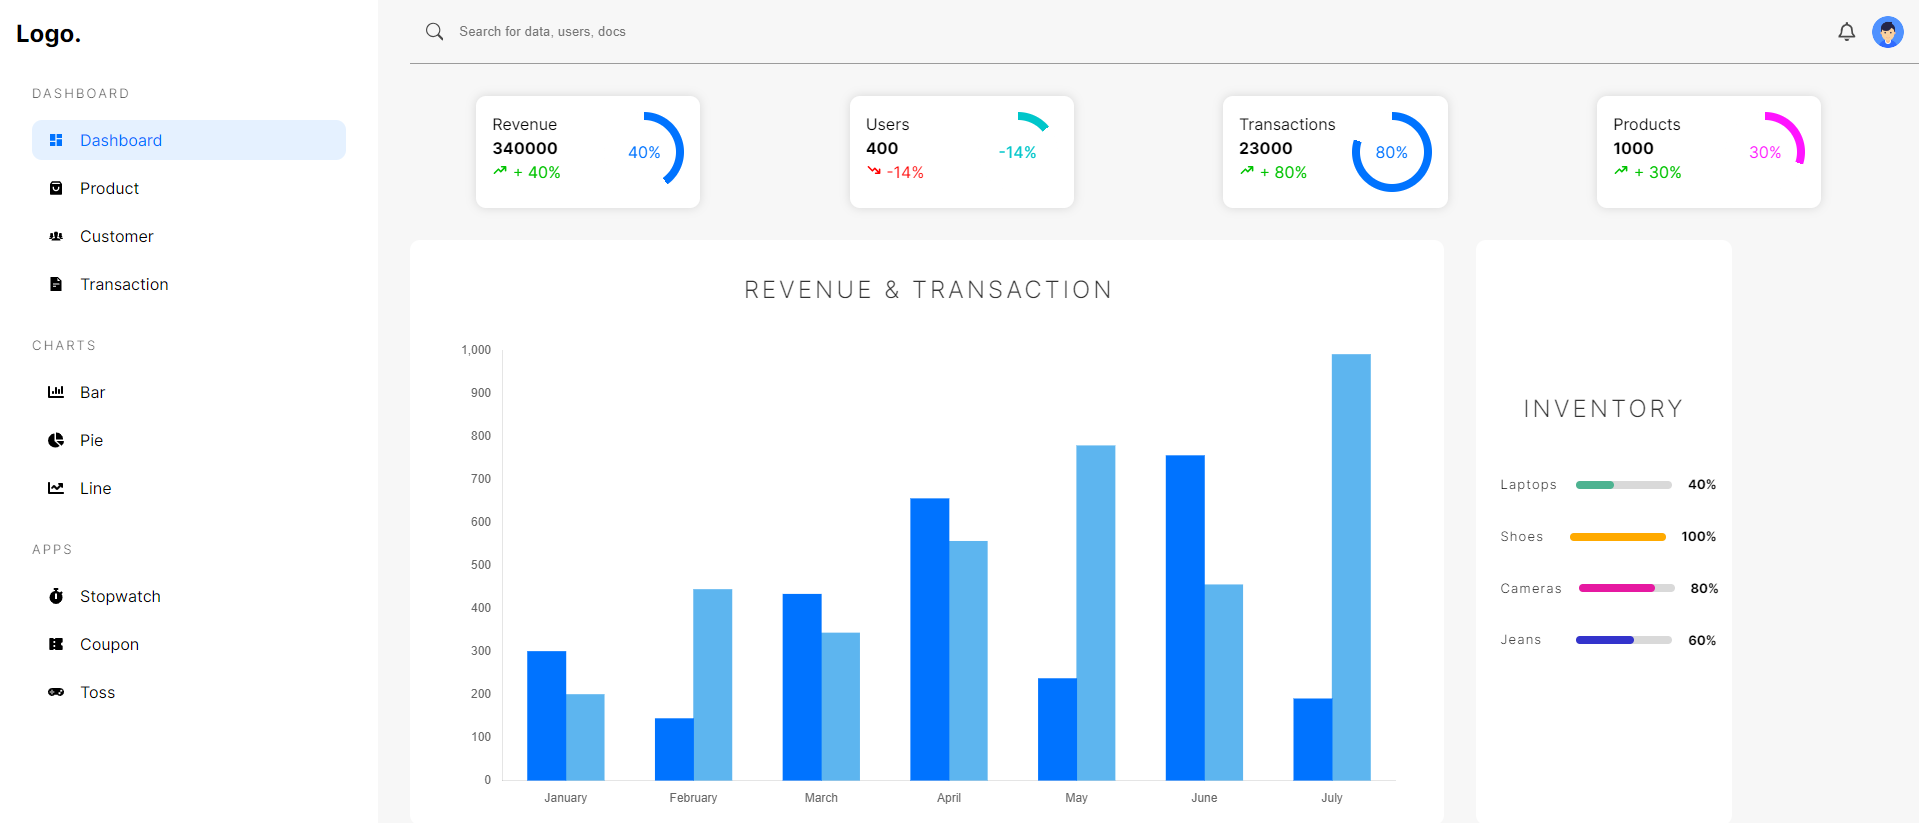 Logo.
DASHBOARD
Dashboard
Product
Customer
Transaction
CHARTS
Bar
Pie
Line
APPS
Stopwatch
Coupon
Toss
Search for data, users, docs
Revenue
340000
+ 40%
40%
Users
400
-14%
-14%
Transactions
23000
+ 80%
80%
Products
1000
+ 30%
30%
REVENUE & TRANSACTION
1,000
900
800
700
600
500
400
300
200
100
0
January February March April May June July
INVENTORY
Laptops 40%
Shoes 100%
Cameras 80%
Jeans 60%